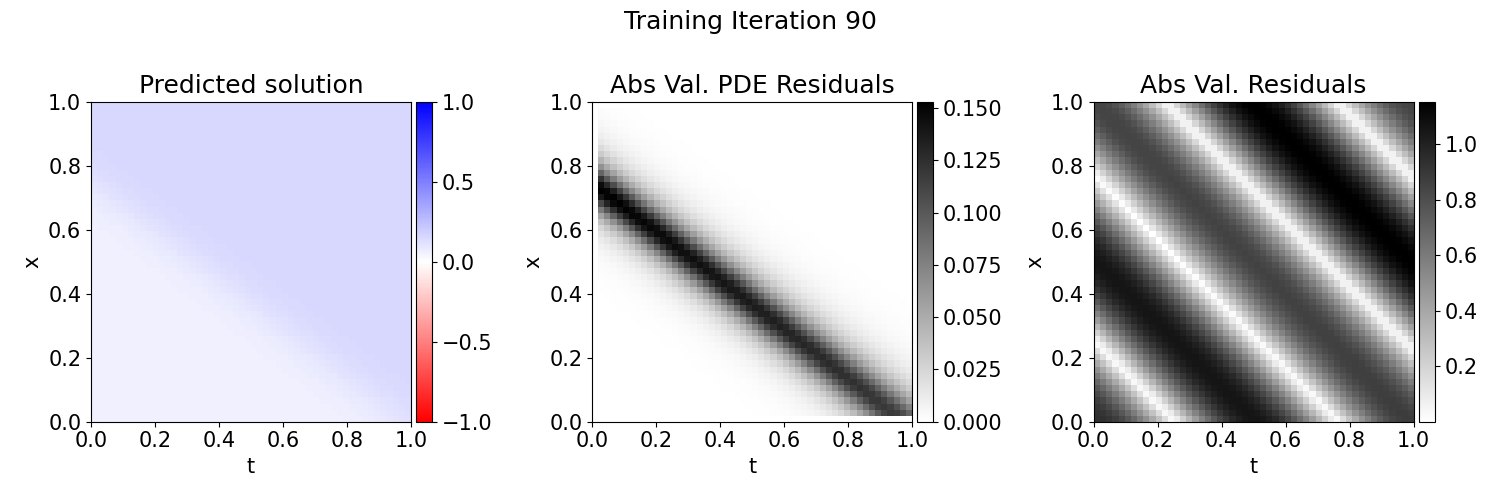 Training Iteration 90
Predicted solution
1.0
0.8
0.6
0.4
0.2
0.0
x
0.0 0.2 0.4 0.6 0.8 1.0
t
1.0
0.5
0.0
−0.5
−1.0
Abs Val. PDE Residuals
1.0
0.8
0.6
0.4
0.2
0.0
x
0.0 0.2 0.4 0.6 0.8 1.0
t
0.150
0.125
0.100
0.075
0.050
0.025
0.000
Abs Val. Residuals
1.0
0.8
0.6
0.4
0.2
0.0
x
0.0 0.2 0.4 0.6 0.8 1.0
t
1.0
0.8
0.6
0.4
0.2